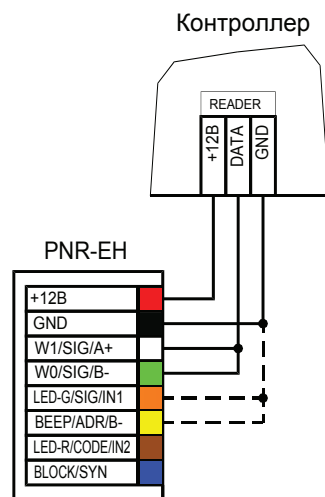 Контроллер
READER
+12В
DATA
GND
PNR-EH
+12В
GND
W1/SIG/A+
W0/SIG/B-
LED-G/SIG/IN1
BEEP/ADR/B-
LED-R/CODE/IN2
BLOCK/SYN